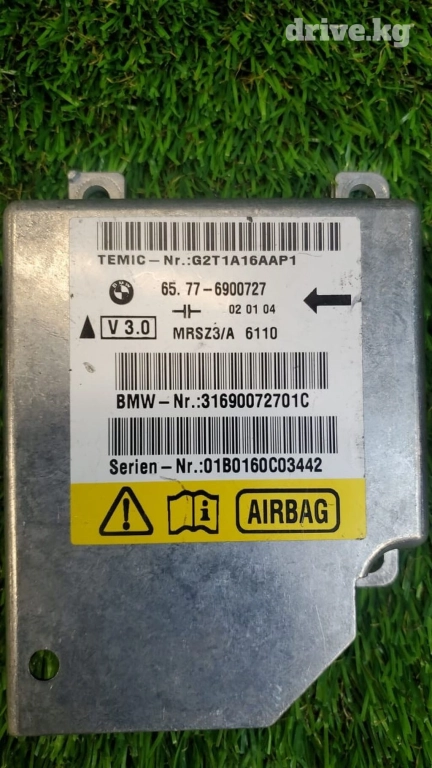 drive.kg
TEMIC-Nr.:G2T1A16AAP1
BMW
65.77-6900727
02 01 04
V 3.0
MRSZ3/A 6110
BMW-Nr.:31690072701C
Serien-Nr.:01B0160C03442
AIRBAG